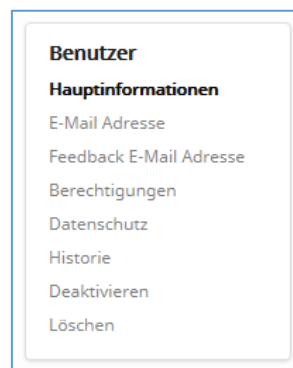 Benutzer
Hauptinformationen
E-Mail Adresse
Feedback E-Mail Adresse
Berechtigungen
Datenschutz
Historie
Deaktivieren
Löschen